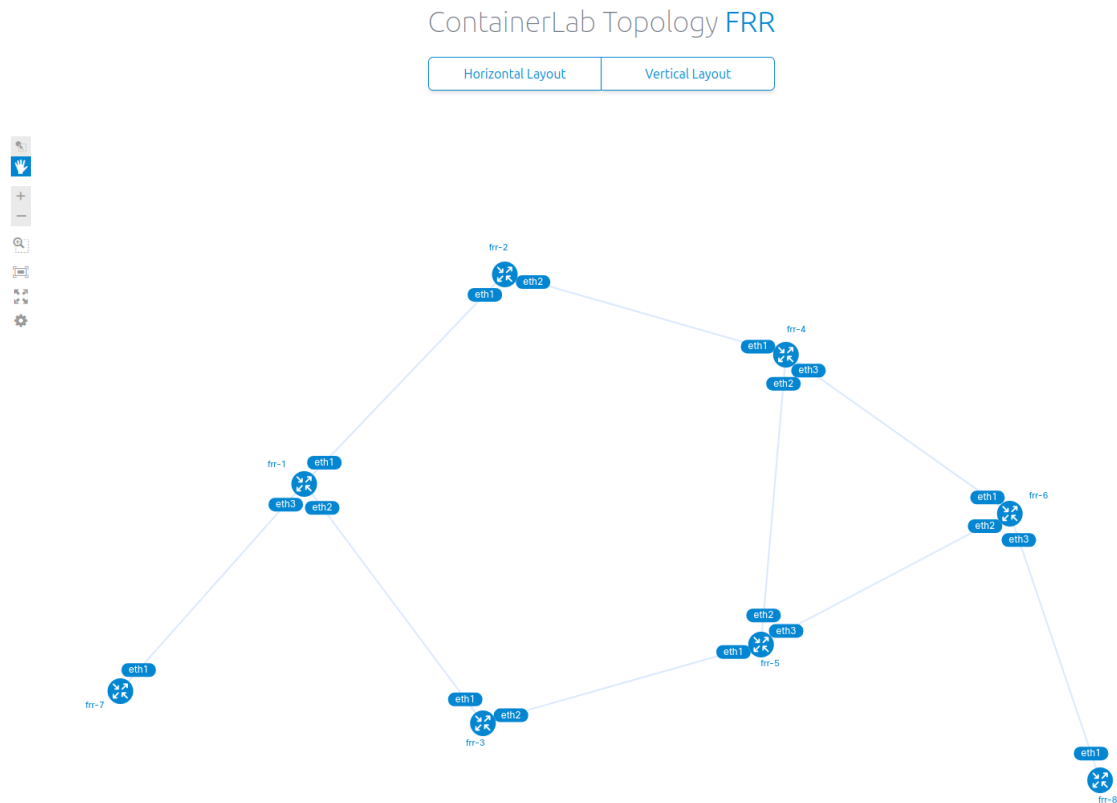 ContainerLab Topology FRR
Horizontal Layout
Vertical Layout
frr-2
eth2
eth1
frr-4
eth1
eth3
eth2
frr-1
eth1
eth3
eth2
frr-6
eth1
eth2
eth3
eth2
eth3
eth1
frr-5
eth1
frr-7
eth1
eth2
frr-3
eth1
frr-8